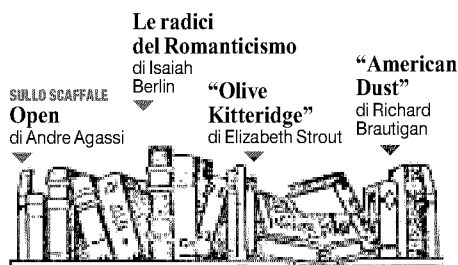 SULLO SCAFFALE
Open
di Andre Agassi
Le radici
del Romanticismo
di Isaiah
Berlin
“Olive
Kitteridge”
di Elizabeth Strout
“American
Dust”
di Richard
Brautigan